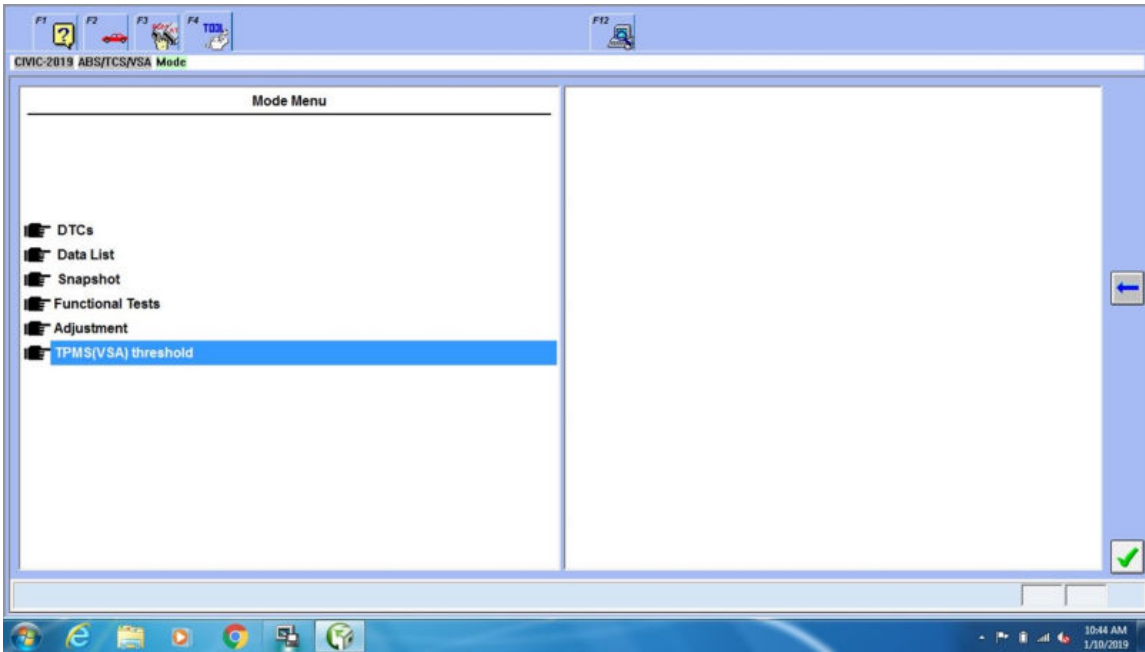 F1 F2 F3 F4 TOOL F12
CIVIC-2019 ABS/TCS/VSA Mode
Mode Menu
DTCs
Data List
Snapshot
Functional Tests
Adjustment
TPMS(VSA) threshold
10:44 AM
1/10/2019